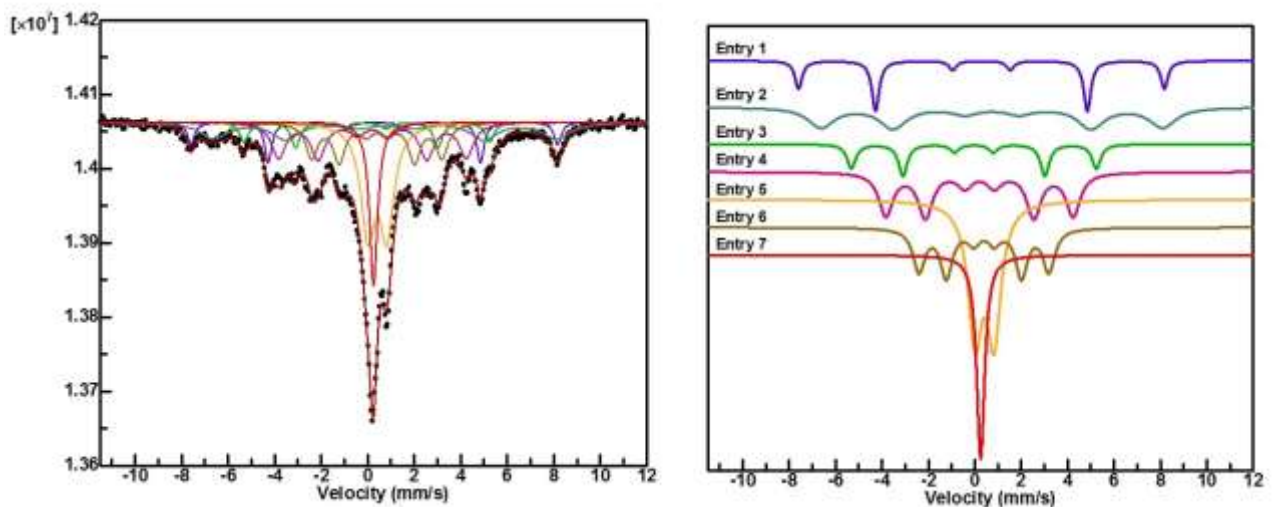 [×10⁷]
1.42
1.41
1.40
1.39
1.38
1.37
1.36
-10 -8 -6 -4 -2 0 2 4 6 8 10 12
Velocity (mm/s)
Entry 1
Entry 2
Entry 3
Entry 4
Entry 5
Entry 6
Entry 7
-10 -8 -6 -4 -2 0 2 4 6 8 10 12
Velocity (mm/s)